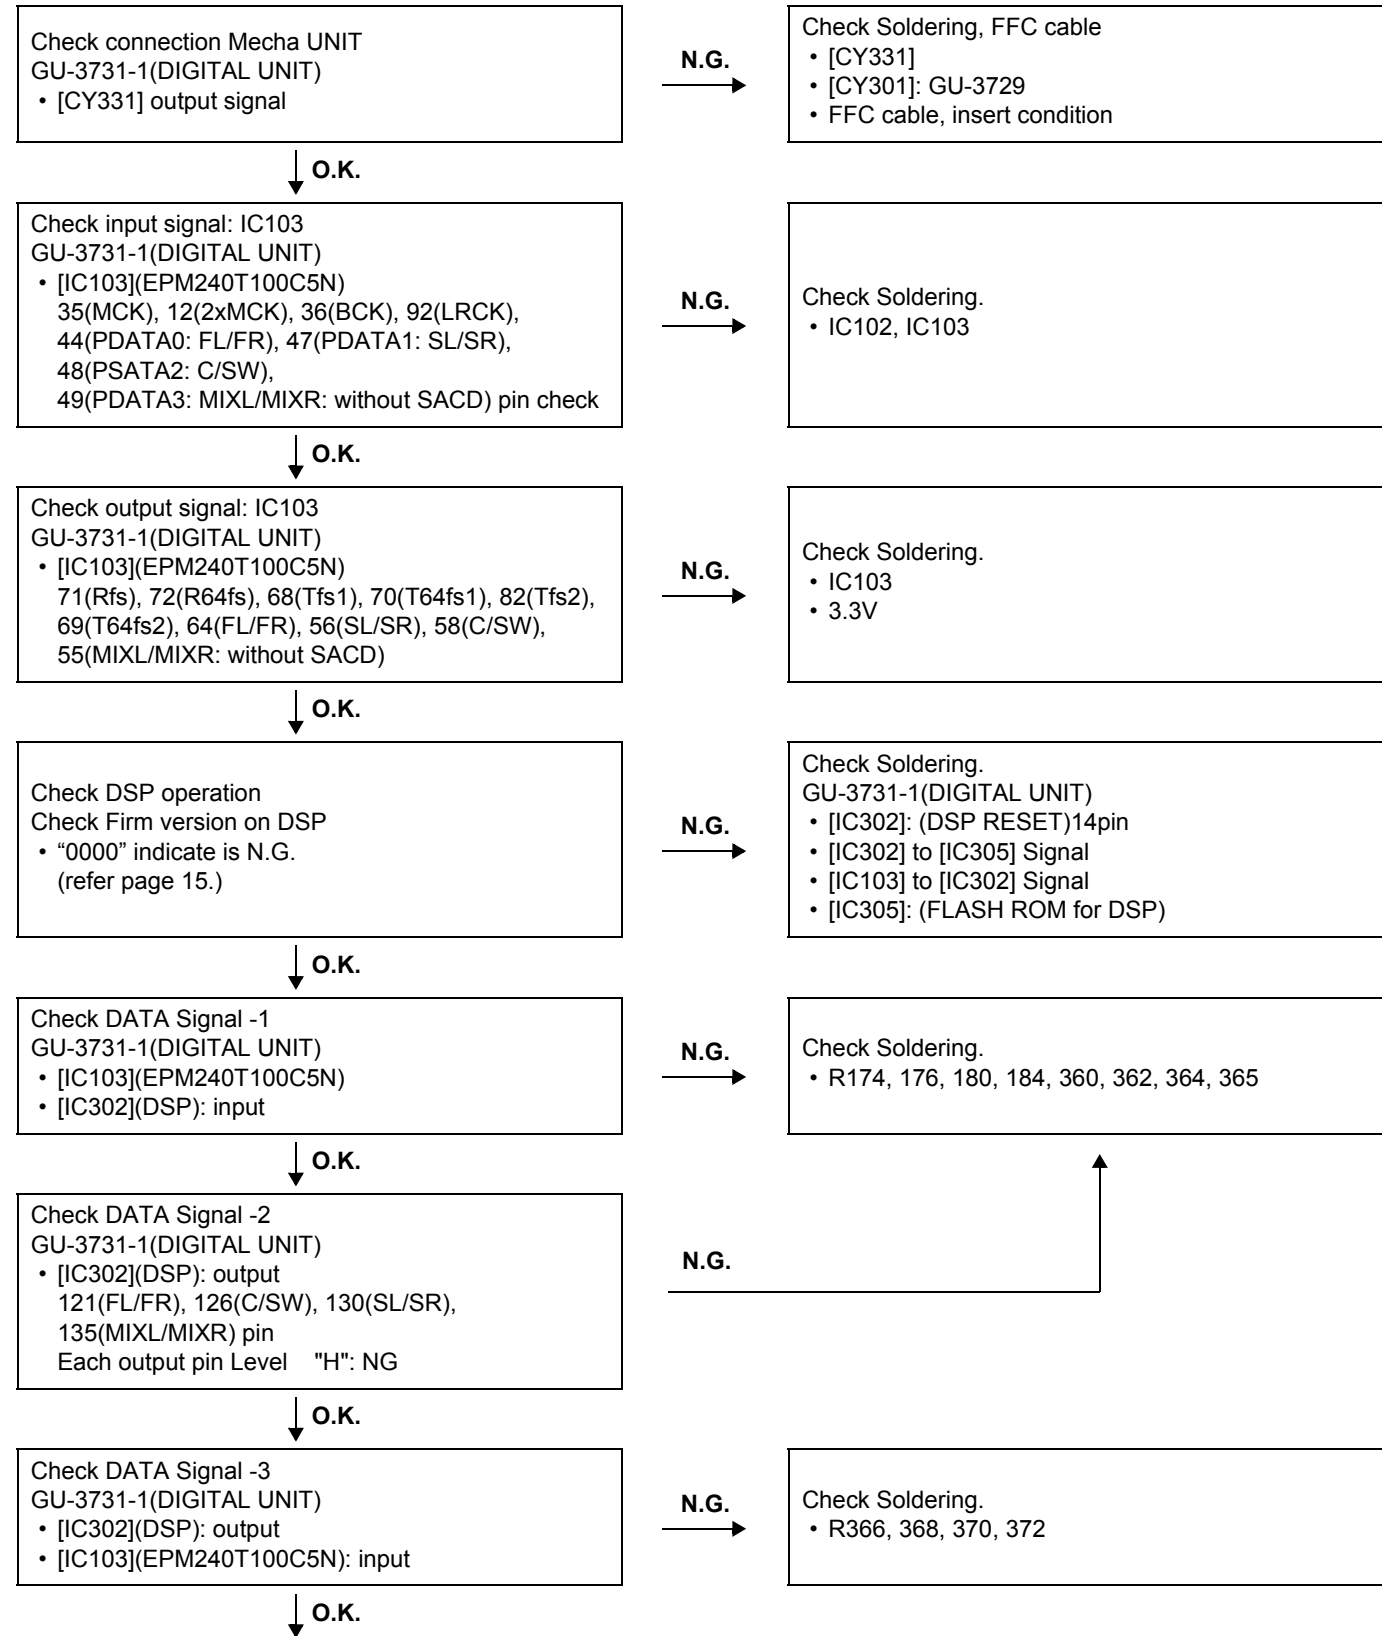 Check connection Mecha UNIT
GU-3731-1(DIGITAL UNIT)
• [CY331] output signal
N.G.
Check Soldering, FFC cable
• [CY331]
• [CY301]: GU-3729
• FFC cable, insert condition
O.K.
Check input signal: IC103
GU-3731-1(DIGITAL UNIT)
• [IC103](EPM240T100C5N)
35(MCK), 12(2xMCK), 36(BCK), 92(LRCK),
44(PDATA0: FL/FR), 47(PDATA1: SL/SR),
48(PSATA2: C/SW),
49(PDATA3: MIXL/MIXR: without SACD) pin check
N.G.
Check Soldering.
• IC102, IC103
O.K.
Check output signal: IC103
GU-3731-1(DIGITAL UNIT)
• [IC103](EPM240T100C5N)
71(Rfs), 72(R64fs), 68(Tfs1), 70(T64fs1), 82(Tfs2),
69(T64fs2), 64(FL/FR), 56(SL/SR), 58(C/SW),
55(MIXL/MIXR: without SACD)
N.G.
Check Soldering.
• IC103
• 3.3V
O.K.
Check DSP operation
Check Firm version on DSP
• “0000” indicate is N.G.
(refer page 15.)
N.G.
Check Soldering.
GU-3731-1(DIGITAL UNIT)
• [IC302]: (DSP RESET)14pin
• [IC302] to [IC305] Signal
• [IC103] to [IC302] Signal
• [IC305]: (FLASH ROM for DSP)
O.K.
Check DATA Signal -1
GU-3731-1(DIGITAL UNIT)
• [IC103](EPM240T100C5N)
• [IC302](DSP): input
N.G.
Check Soldering.
• R174, 176, 180, 184, 360, 362, 364, 365
O.K.
Check DATA Signal -2
GU-3731-1(DIGITAL UNIT)
• [IC302](DSP): output
121(FL/FR), 126(C/SW), 130(SL/SR),
135(MIXL/MIXR) pin
Each output pin Level "H": NG
N.G.
O.K.
Check DATA Signal -3
GU-3731-1(DIGITAL UNIT)
• [IC302](DSP): output
• [IC103](EPM240T100C5N): input
N.G.
Check Soldering.
• R366, 368, 370, 372
O.K.